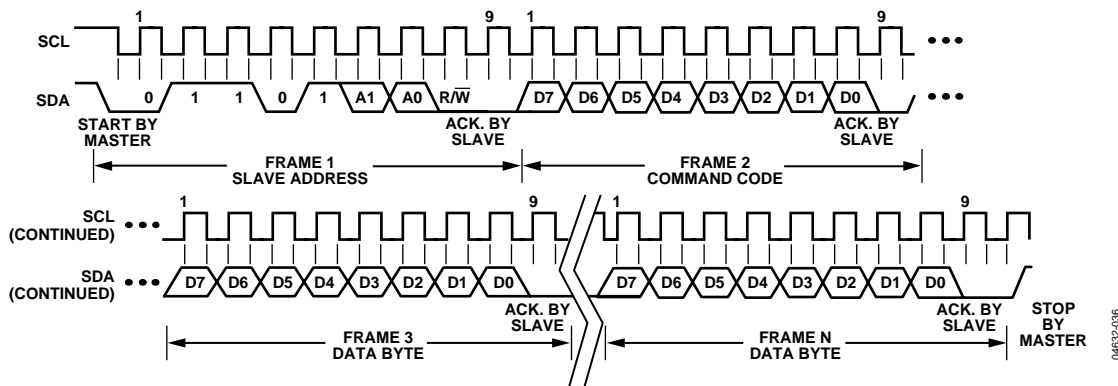 1 9 1 9
SCL •••
SDA 0 1 1 0 1 A1 A0 R/W̅ D7 D6 D5 D4 D3 D2 D1 D0 •••
START BY
MASTER
ACK. BY
SLAVE
ACK. BY
SLAVE
FRAME 1
SLAVE ADDRESS
FRAME 2
COMMAND CODE
1 9 1 9
SCL
(CONTINUED) •••
SDA
(CONTINUED) ••• D7 D6 D5 D4 D3 D2 D1 D0 D7 D6 D5 D4 D3 D2 D1 D0
ACK. BY
SLAVE
ACK. BY
SLAVE
STOP
BY
MASTER
FRAME 3
DATA BYTE
FRAME N
DATA BYTE
04632-036